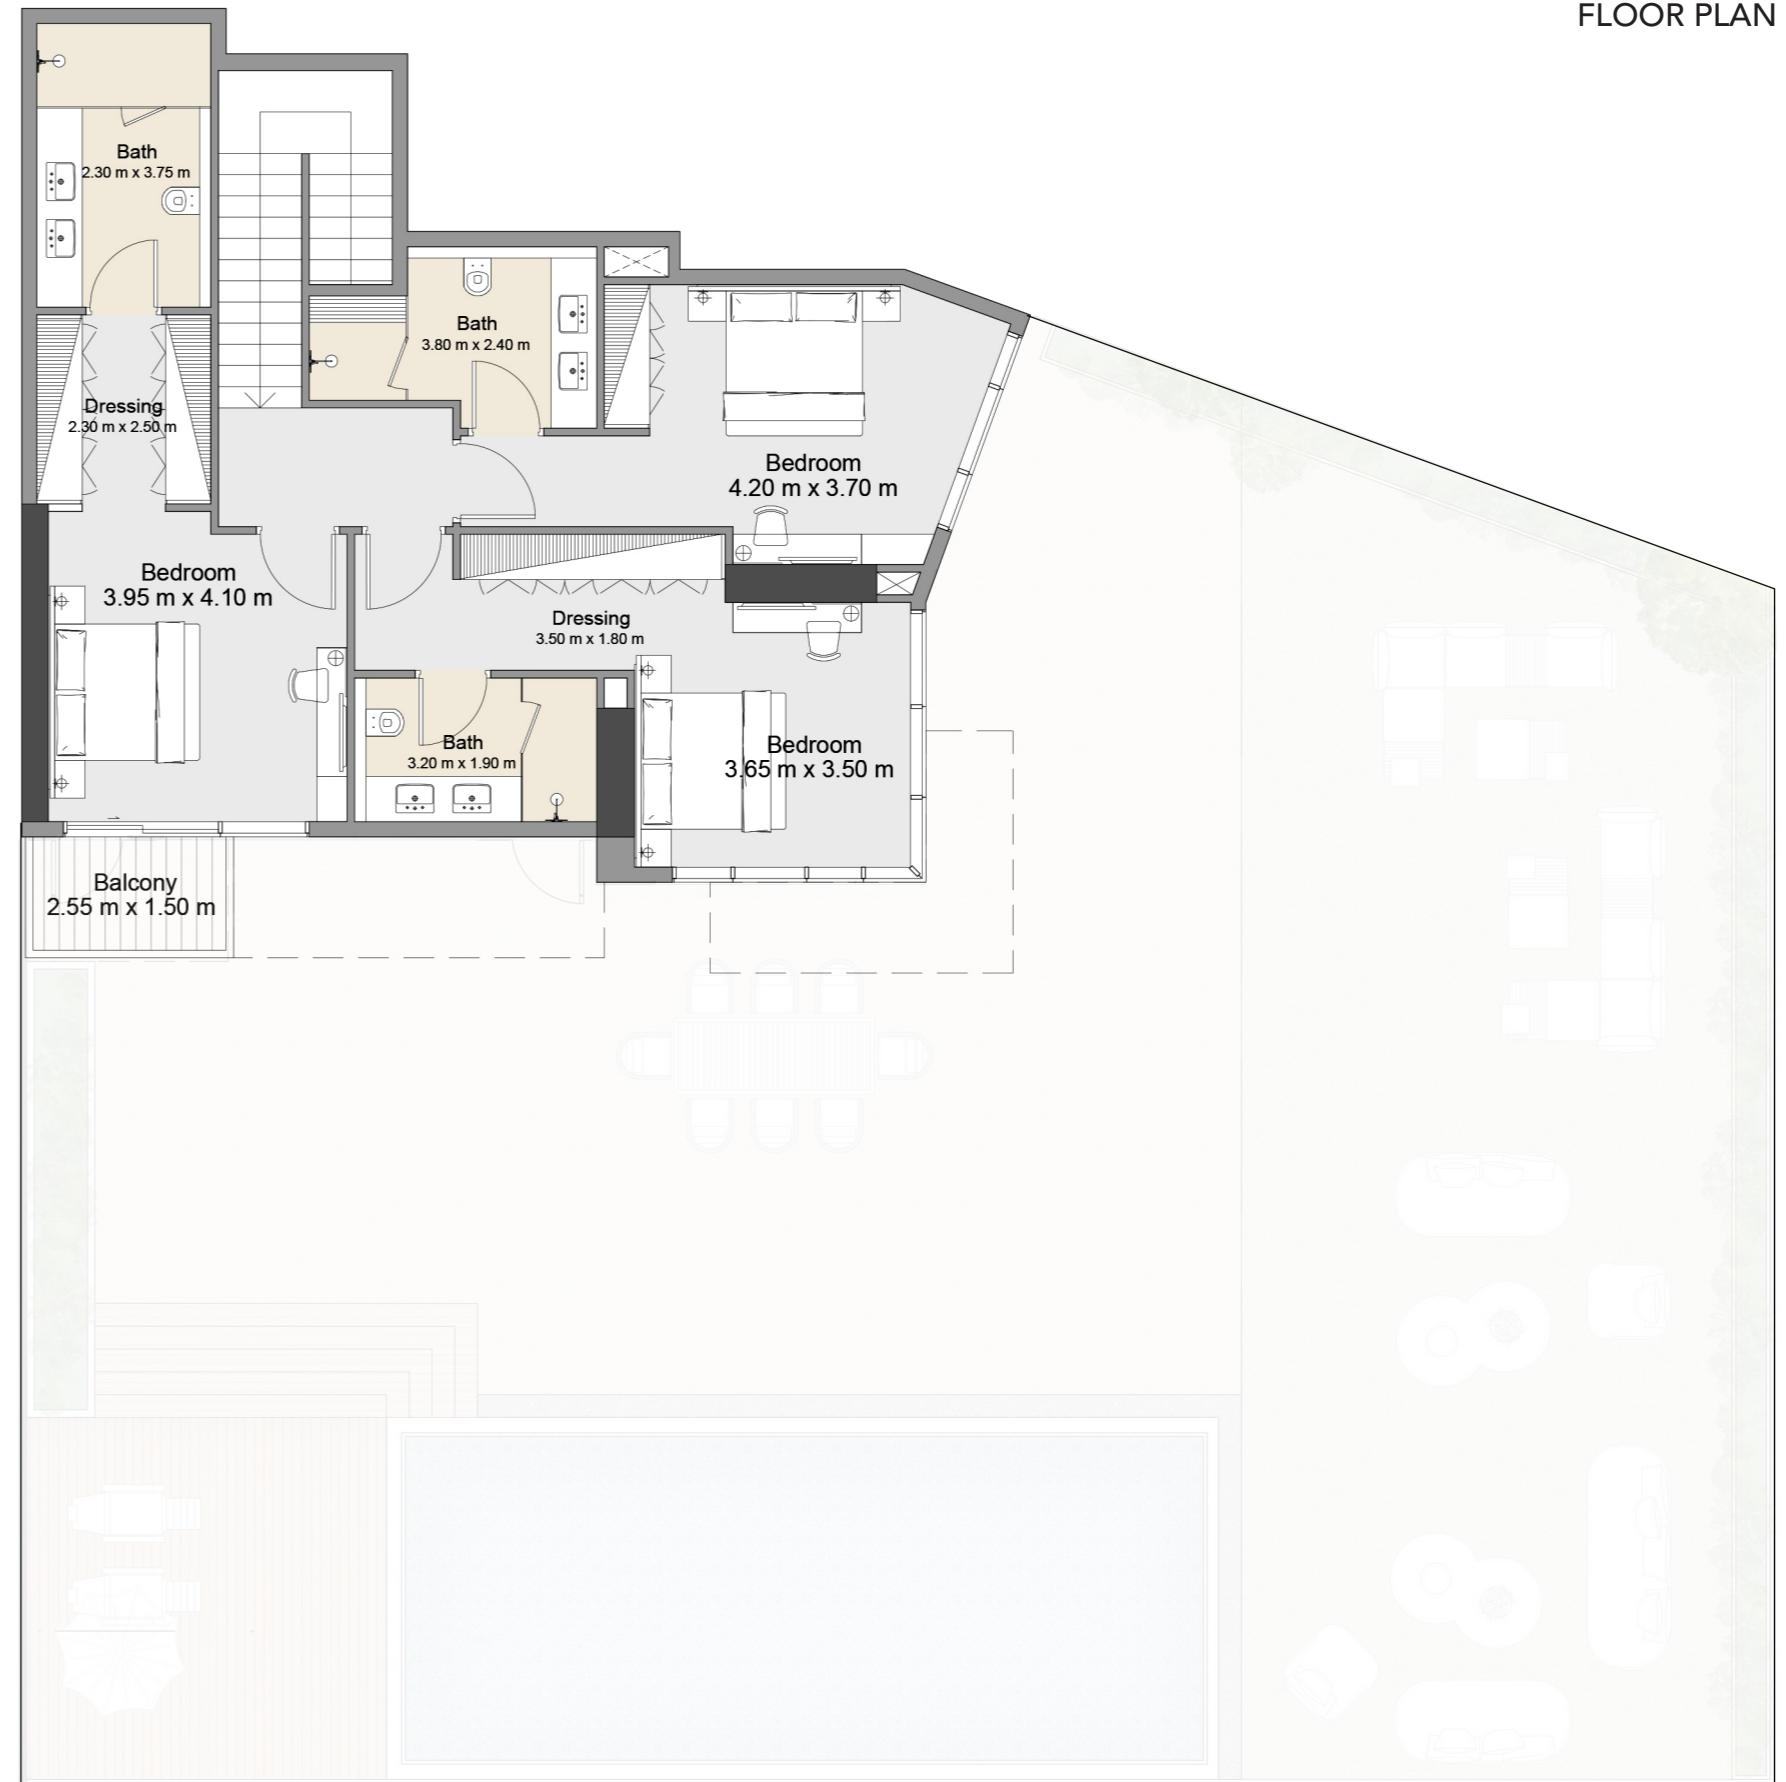 FLOOR PLAN
Bath
2.30 m x 3.75 m
Bath
3.80 m x 2.40 m
Dressing
2.30 m x 2.50 m
Bedroom
4.20 m x 3.70 m
Bedroom
3.95 m x 4.10 m
Dressing
3.50 m x 1.80 m
Bath
3.20 m x 1.90 m
Bedroom
3.65 m x 3.50 m
Balcony
2.55 m x 1.50 m